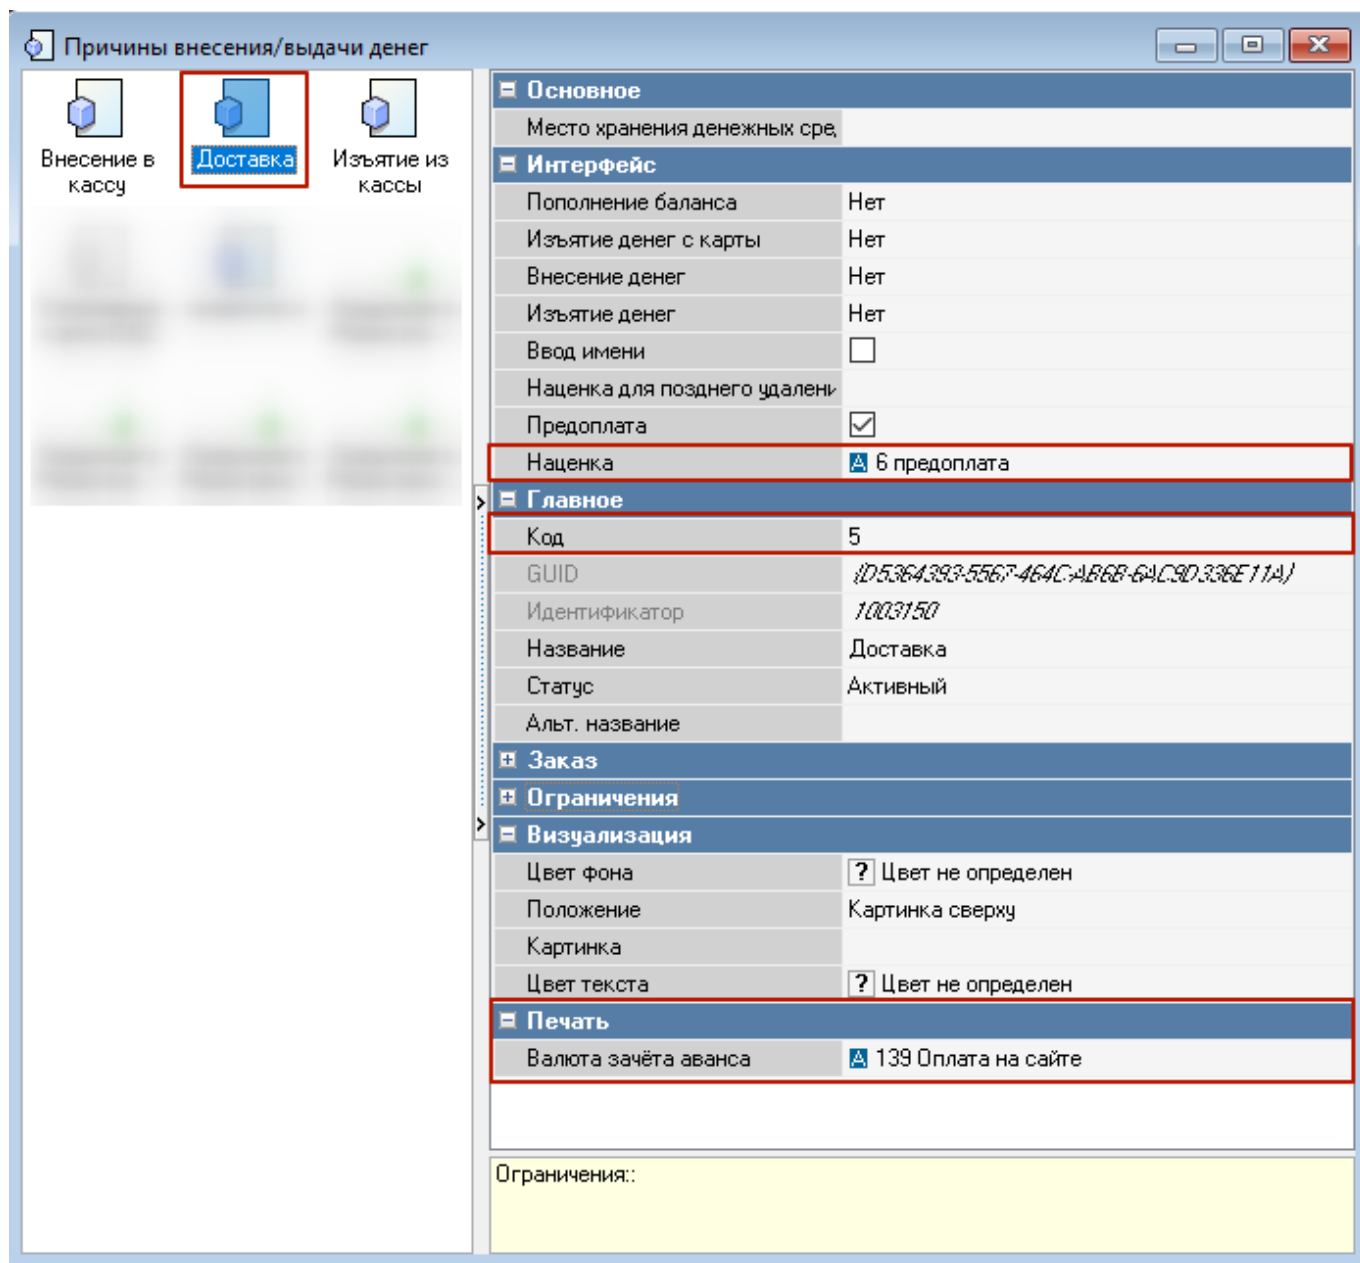 Причины внесения/выдачи денег
Внесение в
кассу
Доставка
Изъятие из
кассы
Основное
Место хранения денежных сре
Интерфейс
Пополнение баланса Нет
Изъятие денег с карты Нет
Внесение денег Нет
Изъятие денег Нет
Ввод имени
Наценка для позднего удалени
Предоплата
Наценка 6 предоплата
Главное
Код 5
GUID {D5364393-5567-464C-AB6B-6AC9D336E11A}
Идентификатор 1003150
Название Доставка
Статус Активный
Альт. название
Заказ
Ограничения
Визуализация
Цвет фона ? Цвет не определен
Положение Картинка сверху
Картинка
Цвет текста ? Цвет не определен
Печать
Валюта зачёта аванса А 139 Оплата на сайте
Ограничения::